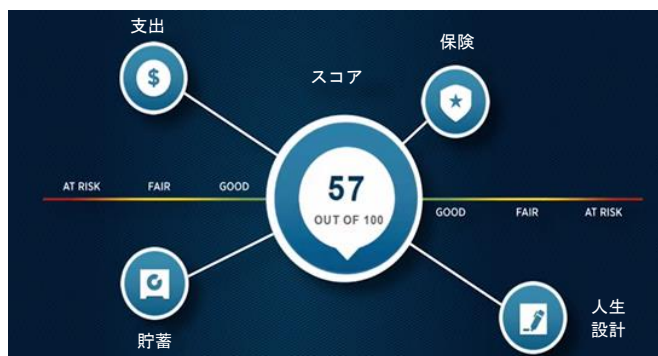 支出
保険
スコア
$
57
OUT OF 100
AT RISK FAIR GOOD
GOOD FAIR AT RISK
貯蓄
人生
設計